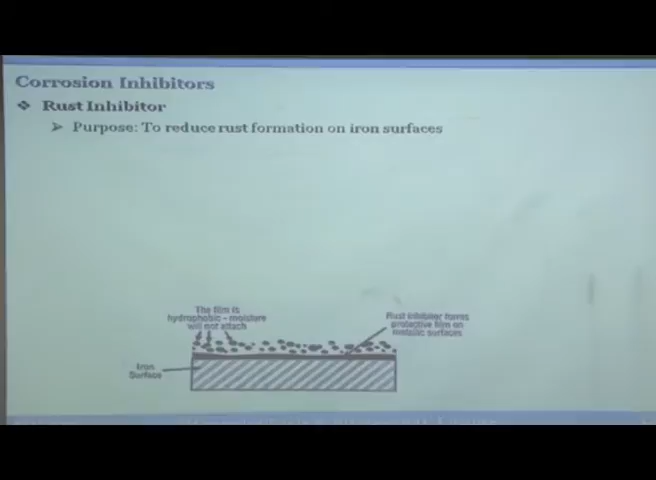 Corrosion Inhibitors
❖ Rust Inhibitor
➢ Purpose: To reduce rust formation on iron surfaces
The film is
hydrophobic - moisture
will not attach
Rust inhibitor forms
protective film on
metallic surfaces
Iron
Surface